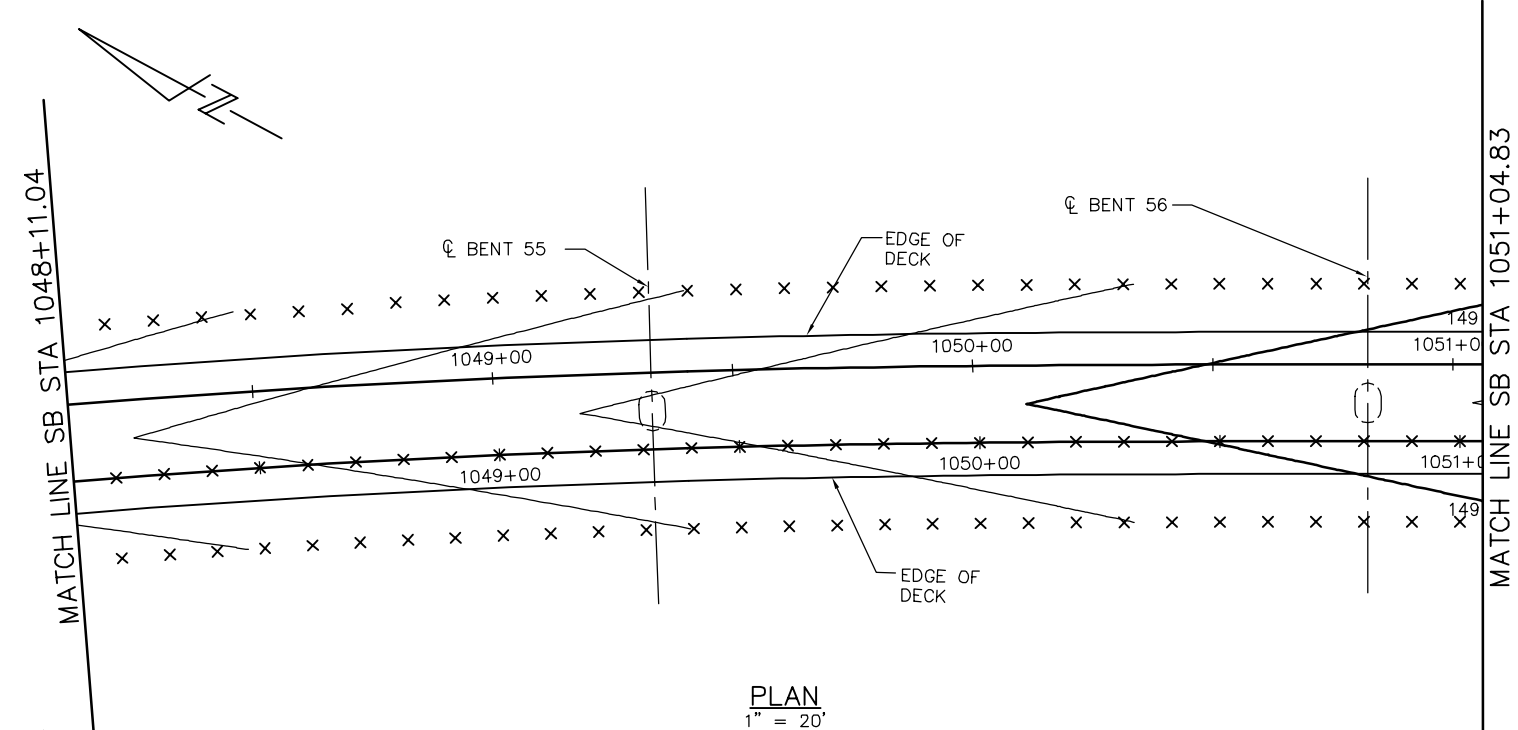 MATCH LINE SB STA 1048+11.04
℄ BENT 55
℄ BENT 56
EDGE OF
DECK
1049+00
1050+00
149
1051+0
1049+00
1050+00
1051+0
149
EDGE OF
DECK
MATCH LINE SB STA 1051+04.83
PLAN
1" = 20'